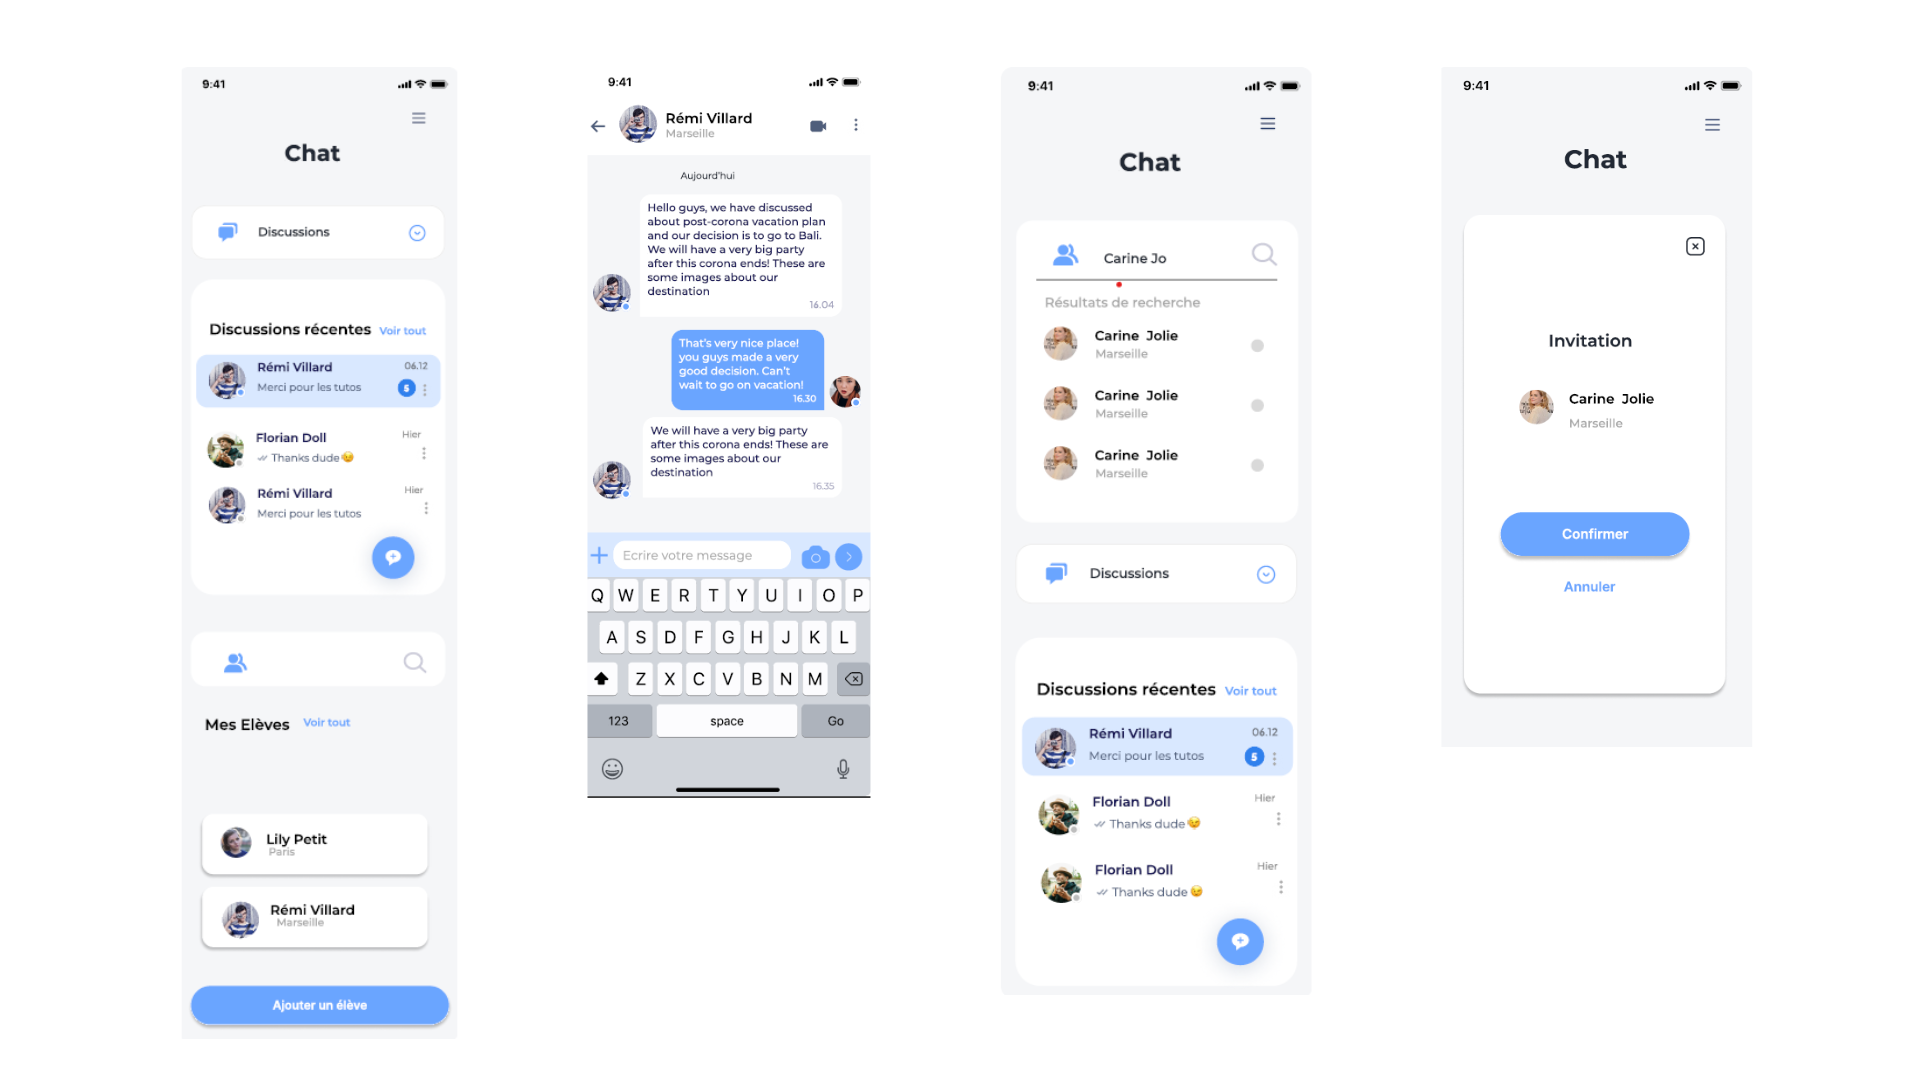 9:41
Chat
Discussions
Discussions récentes Voir tout
Rémi Villard 06.12
Merci pour les tutos 5
Florian Doll Hier
Thanks dude😉
Rémi Villard Hier
Merci pour les tutos
Mes Elèves Voir tout
Lily Petit
Paris
Rémi Villard
Marseille
Ajouter un élève
9:41
Rémi Villard
Marseille
Aujourd'hui
Hello guys, we have discussed
about post-corona vacation plan
and our decision is to go to Bali.
We will have a very big party
after this corona ends! These are
some images about our
destination
16.04
That's very nice place!
you guys made a very
good decision. Can't
wait to go on vacation!
16.30
We will have a very big party
after this corona ends! These are
some images about our
destination
16.35
Ecrire votre message
Q W E R T Y U I O P
A S D F G H J K L
Z X C V B N M
123 space Go
9:41
Chat
Carine Jo
Résultats de recherche
Carine Jolie
Marseille
Carine Jolie
Marseille
Carine Jolie
Marseille
Discussions
Discussions récentes Voir tout
Rémi Villard 06.12
Merci pour les tutos 5
Florian Doll Hier
Thanks dude😉
Florian Doll Hier
Thanks dude😉
9:41
Chat
Invitation
Carine Jolie
Marseille
Confirmer
Annuler